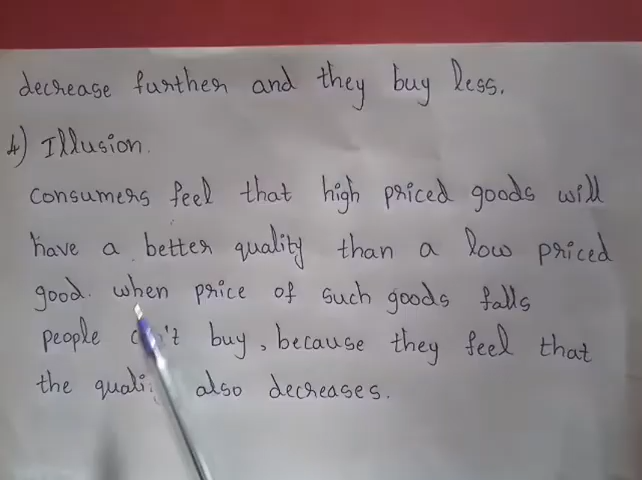 decrease further and they buy less.
4) Illusion.
Consumers feel that high priced goods will
have a better quality than a low priced
good. when price of such goods falls
people buy, because they feel that
the also decreases.